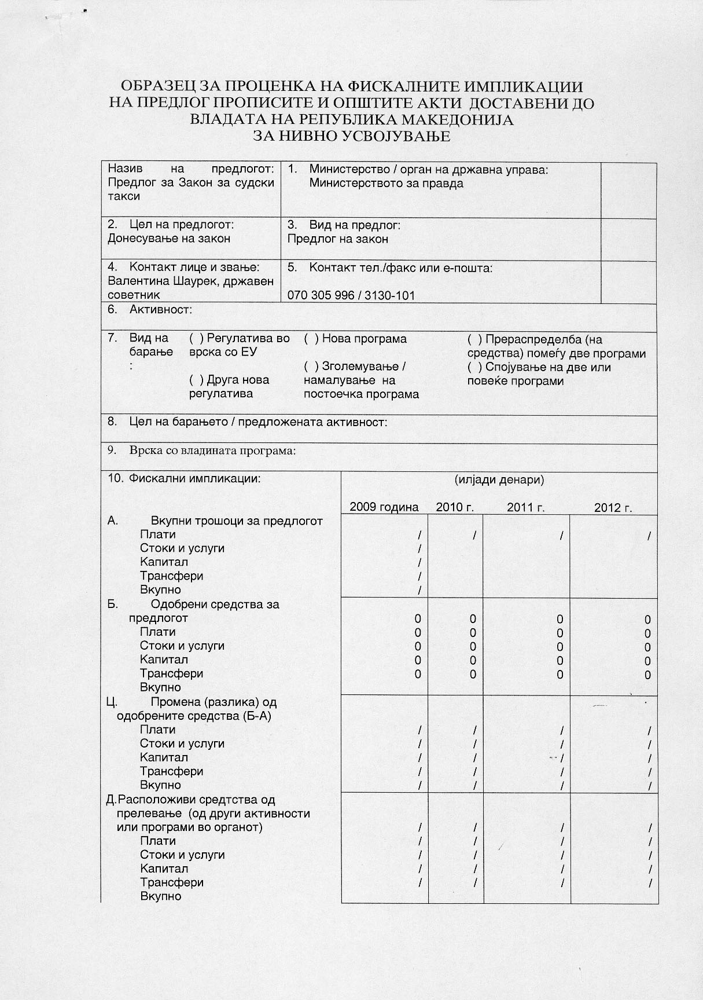 ОБРАЗЕЦ ЗА ПРОЦЕНКА НА ФИСКАЛНИТЕ ИМПЛИКАЦИИ
НА ПРЕДЛОГ ПРОПИСИТЕ И ОПШТИТЕ АКТИ ДОСТАВЕНИ ДО
ВЛАДАТА НА РЕПУБЛИКА МАКЕДОНИЈА
ЗА НИВНО УСВОЈУВАЊЕ
Назив на предлогот:
Предлог за Закон за судски
такси
1. Министерство / орган на државна управа:
Министерството за правда
2. Цел на предлогот:
Донесување на закон
3. Вид на предлог:
Предлог на закон
4. Контакт лице и звање:
Валентина Шаурек, државен
советник
5. Контакт тел./факс или е-пошта:
070 305 996 / 3130-101
6. Активност:
7. Вид на
барање
:
( ) Регулатива во
врска со ЕУ
( ) Друга нова
регулатива
( ) Нова програма
( ) Зголемување /
намалување на
постоечка програма
( ) Прераспределба (на
средства) помеѓу две програми
( ) Спојување на две или
повеќе програми
8. Цел на барањето / предложената активност:
9. Врска со владината програма:
10. Фискални импликации:
(илјади денари)
2009 година 2010 г. 2011 г. 2012 г.
А. Вкупни трошоци за предлогот
Плати / / / /
Стоки и услуги /
Капитал /
Трансфери /
Вкупно /
Б. Одобрени средства за
предлогот 0 0 0 0
Плати 0 0 0 0
Стоки и услуги 0 0 0 0
Капитал 0 0 0 0
Трансфери 0 0 0 0
Вкупно
Ц. Промена (разлика) од
одобрените средства (Б-А)
Плати / / / /
Стоки и услуги / / / /
Капитал / / / /
Трансфери / / / /
Вкупно / / / /
Д.Расположиви средтства од
прелевање (од други активности
или програми во органот) / / / /
Плати / / / /
Стоки и услуги / / / /
Капитал / / / /
Трансфери / / / /
Вкупно